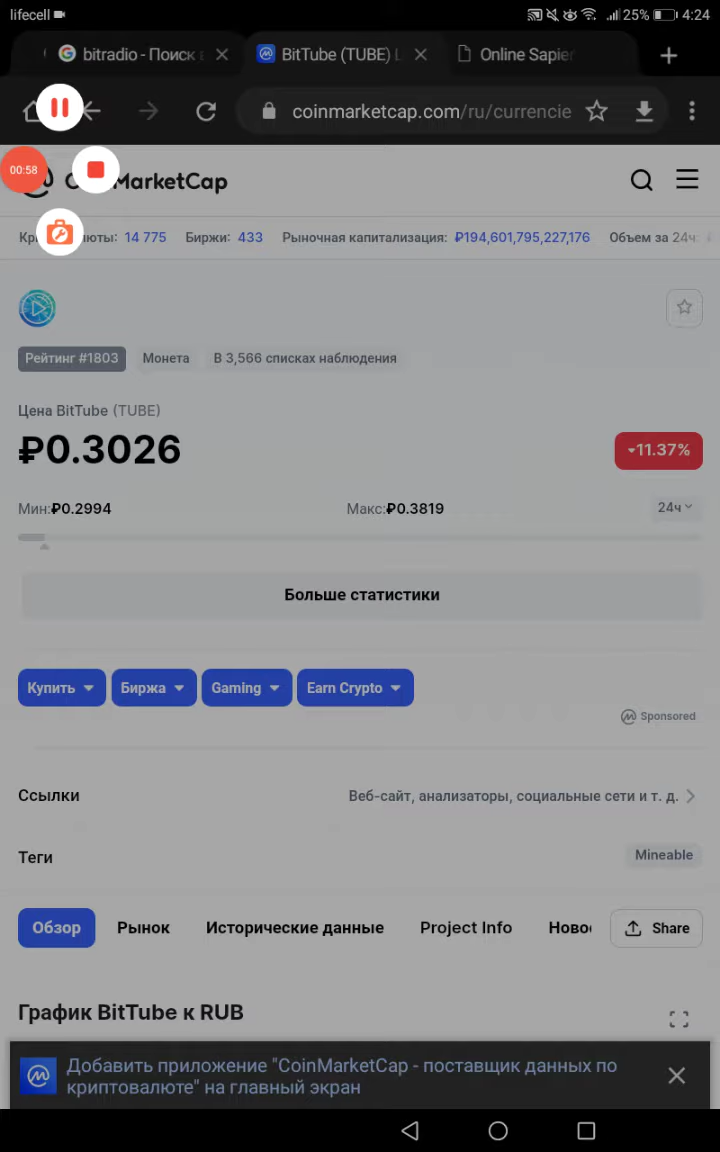 lifecell 25% 4:24
bitradio - Поиск в BitTube (TUBE) L Online Sapien
coinmarketcap.com/ru/currencie
00:58
MarketCap
14 775 Биржи: 433 Рыночная капитализация: ₽194,601,795,227,176 Объем за 24ч:
Рейтинг #1803 Монета В 3,566 списках наблюдения
Цена BitTube (TUBE)
₽0.3026 11.37%
Мин:₽0.2994 Макс:₽0.3819 24ч
Больше статистики
Купить Биржа Gaming Earn Crypto
Sponsored
Ссылки Веб-сайт, анализаторы, социальные сети и т. д.
Теги Mineable
Обзор Рынок Исторические данные Project Info Ново Share
График BitTube к RUB
Добавить приложение "CoinMarketCap - поставщик данных по
криптовалюте" на главный экран